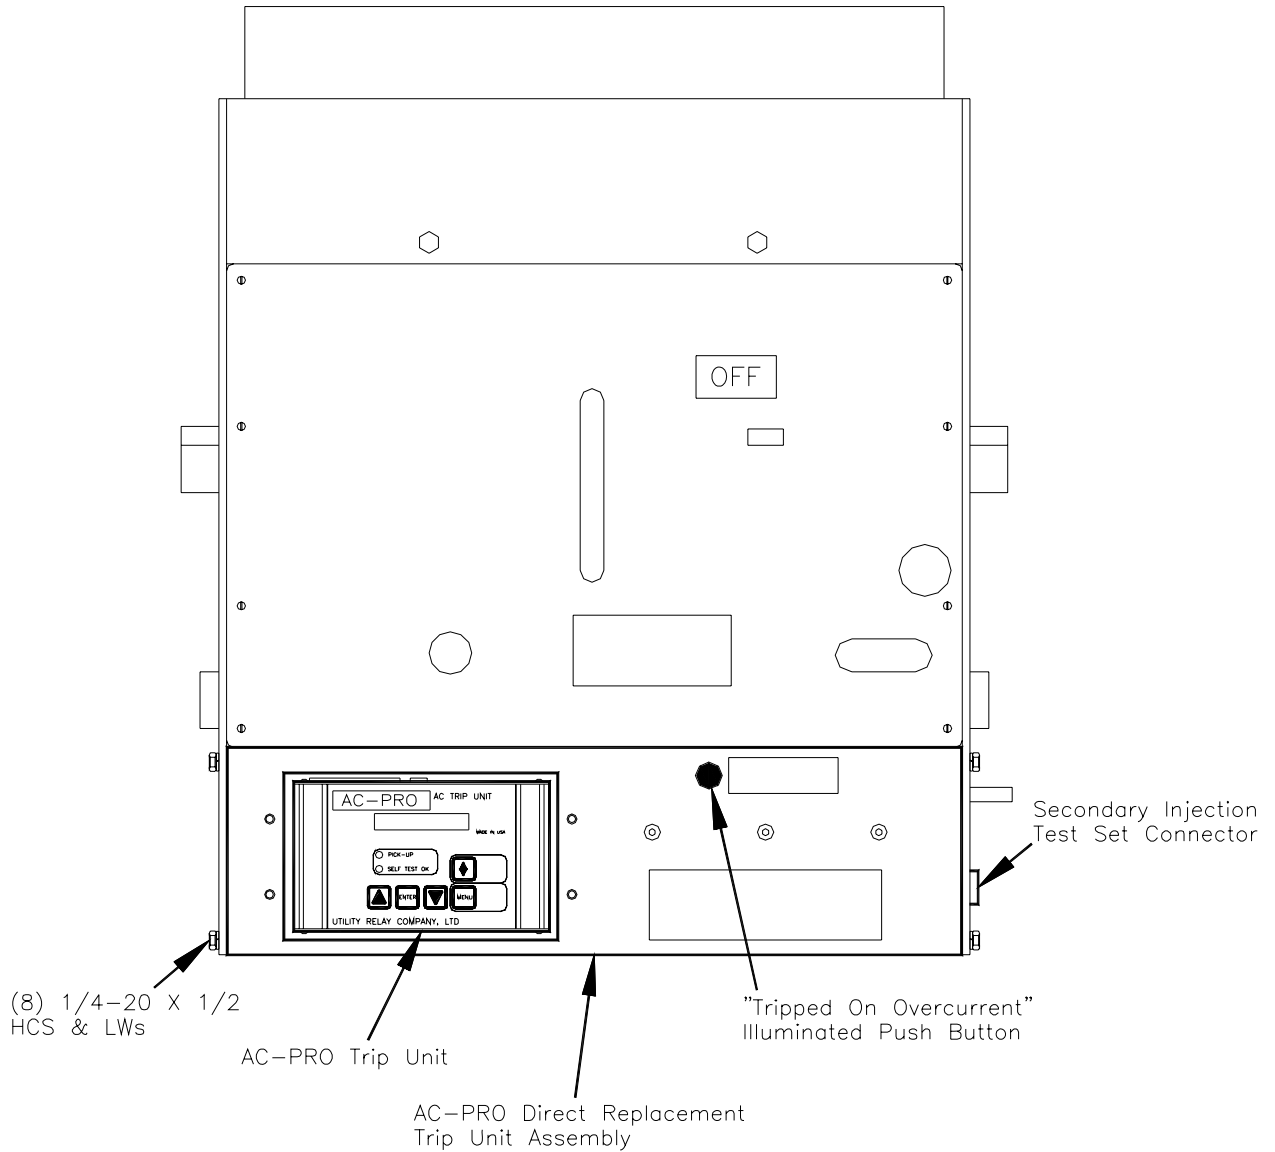 OFF
AC-PRO AC TRIP UNIT
MADE IN USA
PICK-UP
SELF TEST OK
ENTER
MENU
UTILITY RELAY COMPANY, LTD
Secondary Injection
Test Set Connector
(8) 1/4-20 X 1/2
HCS & LWs
"Tripped On Overcurrent"
Illuminated Push Button
AC-PRO Trip Unit
AC-PRO Direct Replacement
Trip Unit Assembly